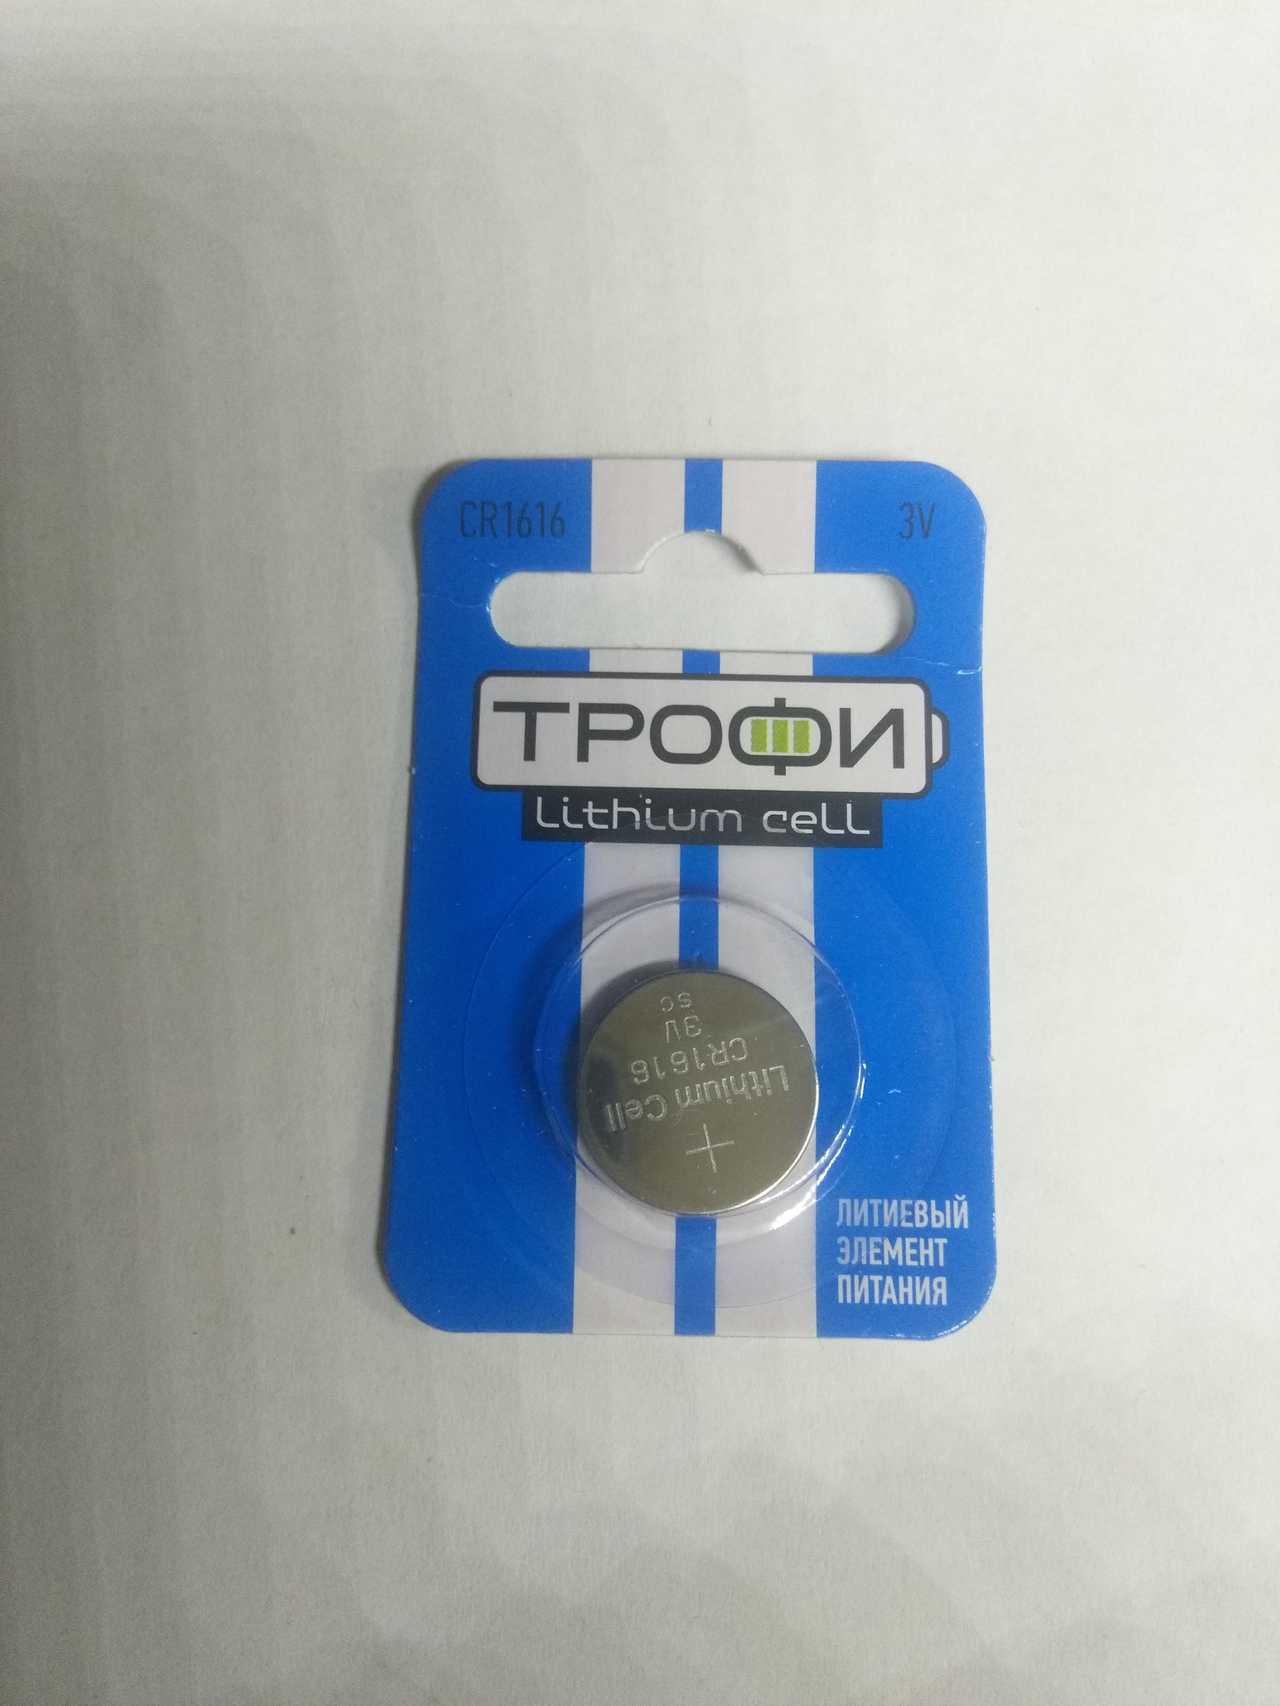 CR1616 3V
ТРОФИ
Lithium cell
SC
3V
CR1616
Lithium Cell
+
ЛИТИЕВЫЙ
ЭЛЕМЕНТ
ПИТАНИЯ